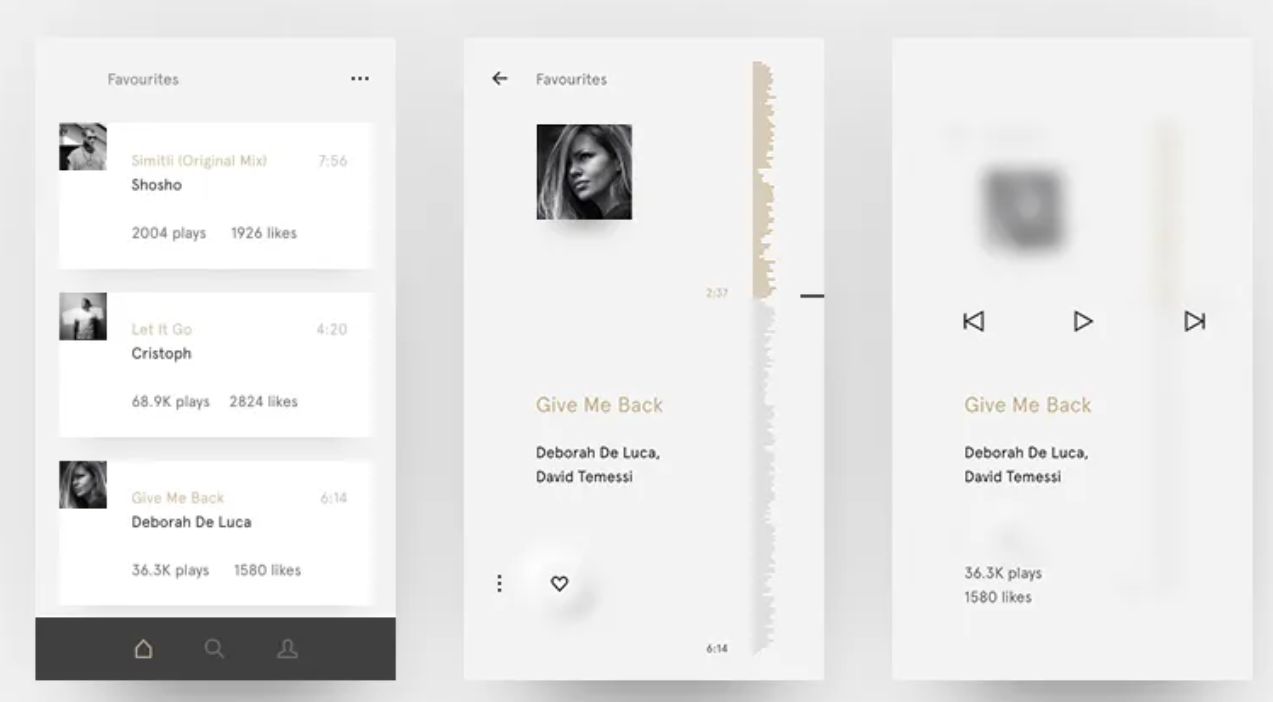 Favourites
Simitli (Original Mix) 7:56
Shosho
2004 plays 1926 likes
Let It Go 4:20
Cristoph
68.9K plays 2824 likes
Give Me Back 6:14
Deborah De Luca
36.3K plays 1580 likes
Favourites
2:37
Give Me Back
Deborah De Luca,
David Temessi
6:14
Give Me Back
Deborah De Luca,
David Temessi
36.3K plays
1580 likes